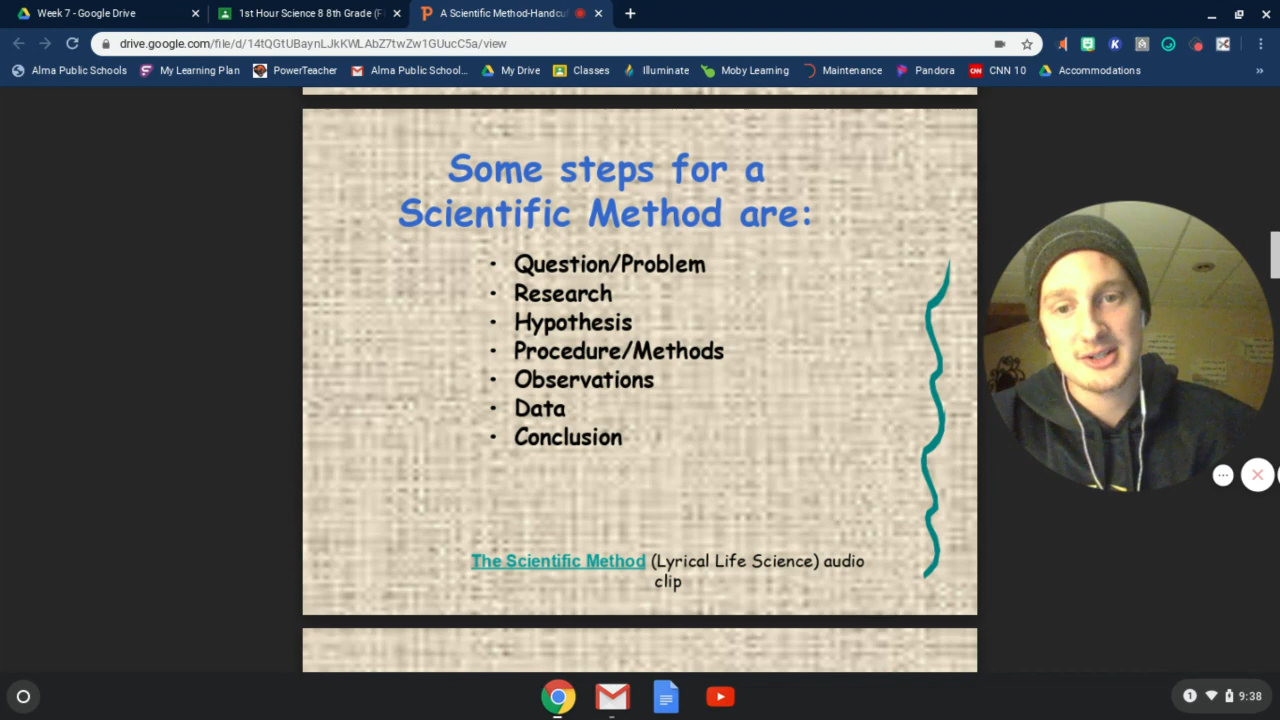 Week 7 - Google Drive
1st Hour Science 8 8th Grade (F
A Scientific Method-Handcu
drive.google.com/file/d/14tQGtUBaynLJkKWLAbZ7twZw1GUucC5a/view
Alma Public Schools
My Learning Plan
PowerTeacher
Alma Public School...
My Drive
Classes
Illuminate
Moby Learning
Maintenance
Pandora
CNN 10
Accommodations
»
Some steps for a
Scientific Method are:
• Question/Problem
• Research
• Hypothesis
• Procedure/Methods
• Observations
• Data
• Conclusion
The Scientific Method (Lyrical Life Science) audio
clip
1
9:38